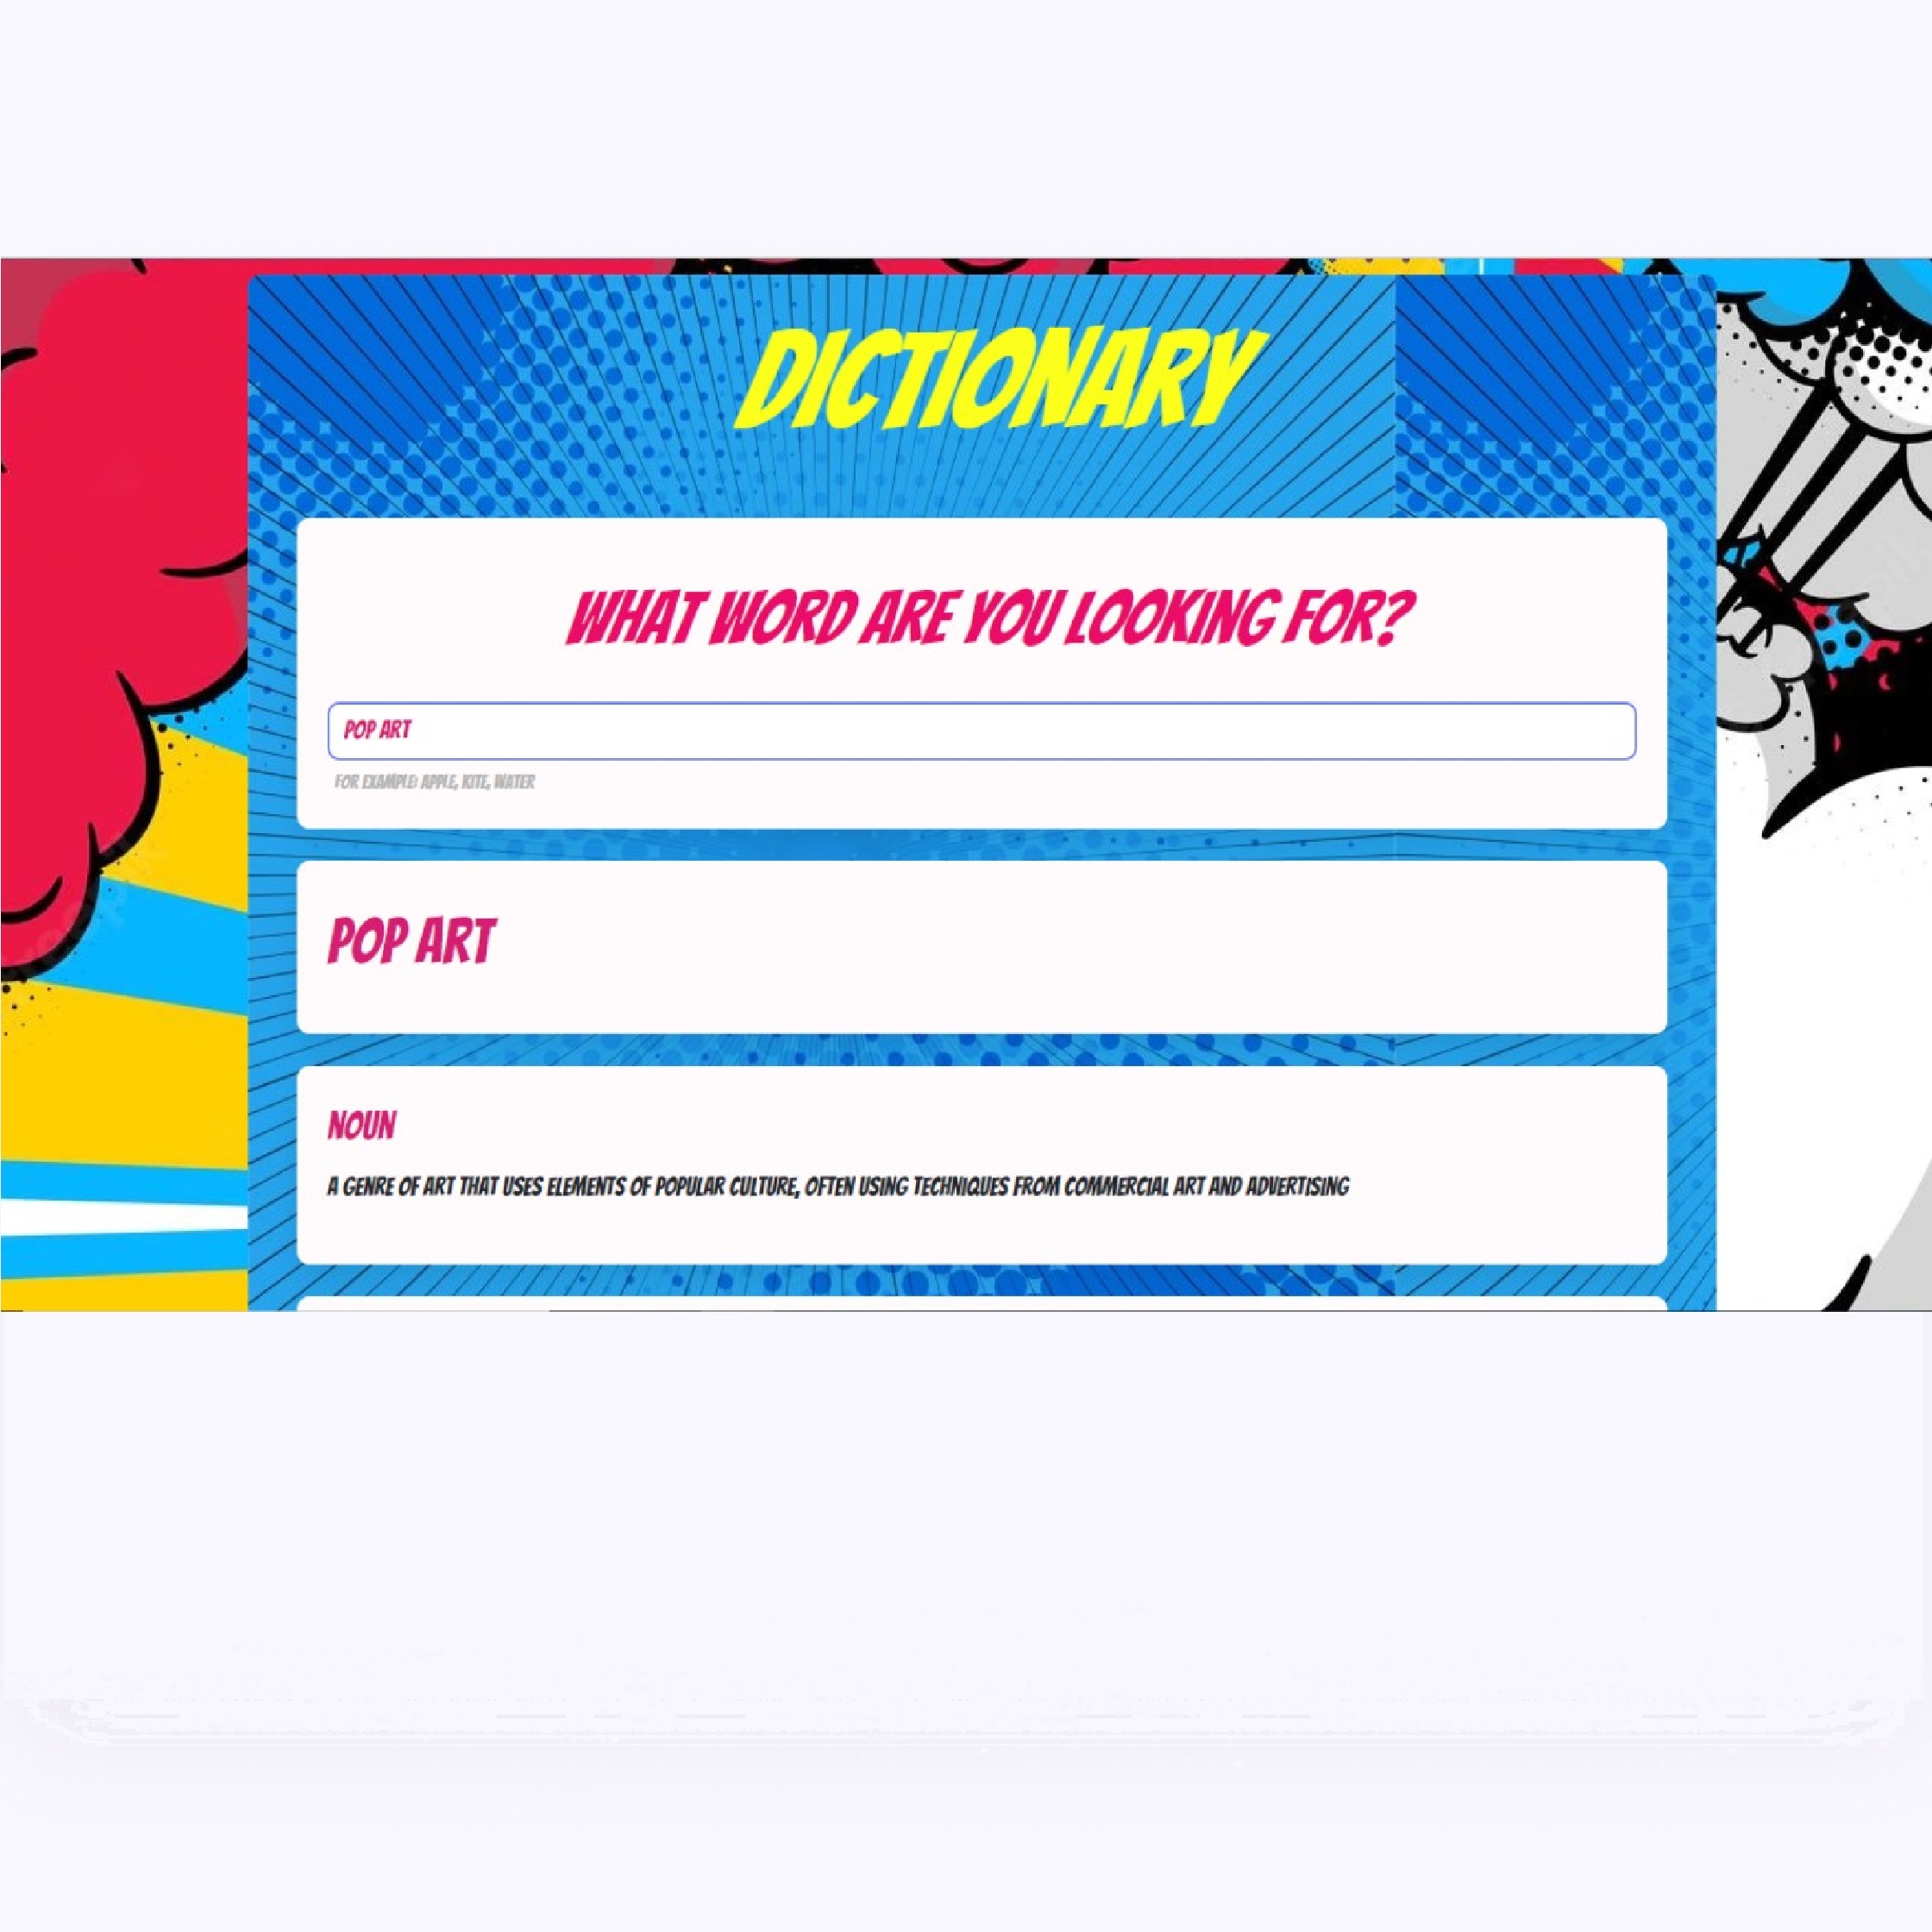 DICTIONARY
WHAT WORD ARE YOU LOOKING FOR?
POP ART
FOR EXAMPLE: APPLE, KITE, WATER
POP ART
NOUN
A GENRE OF ART THAT USES ELEMENTS OF POPULAR CULTURE, OFTEN USING TECHNIQUES FROM COMMERCIAL ART AND ADVERTISING